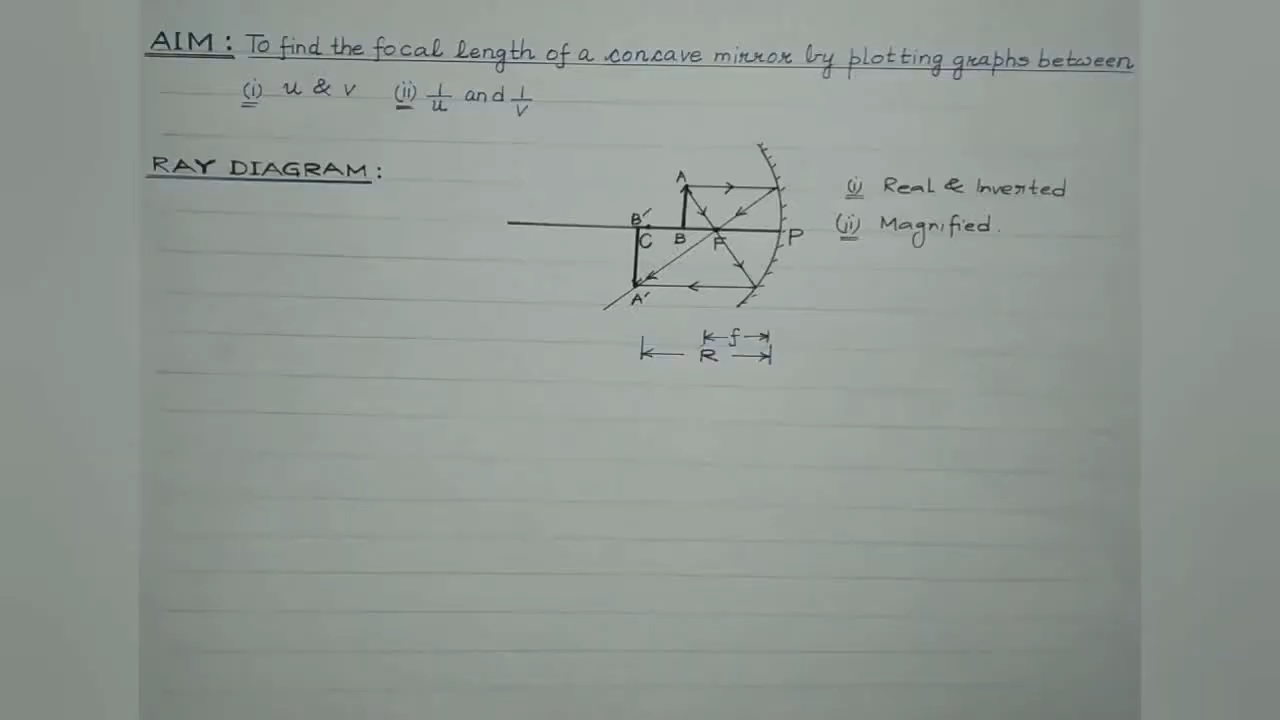 AIM: To find the focal length of a concave mirror by plotting graphs between
(i) u & v (ii) 1/u and 1/v
RAY DIAGRAM:
A
B'
C
B
F
P
A'
f
R
(i) Real & Inverted
(ii) Magnified.